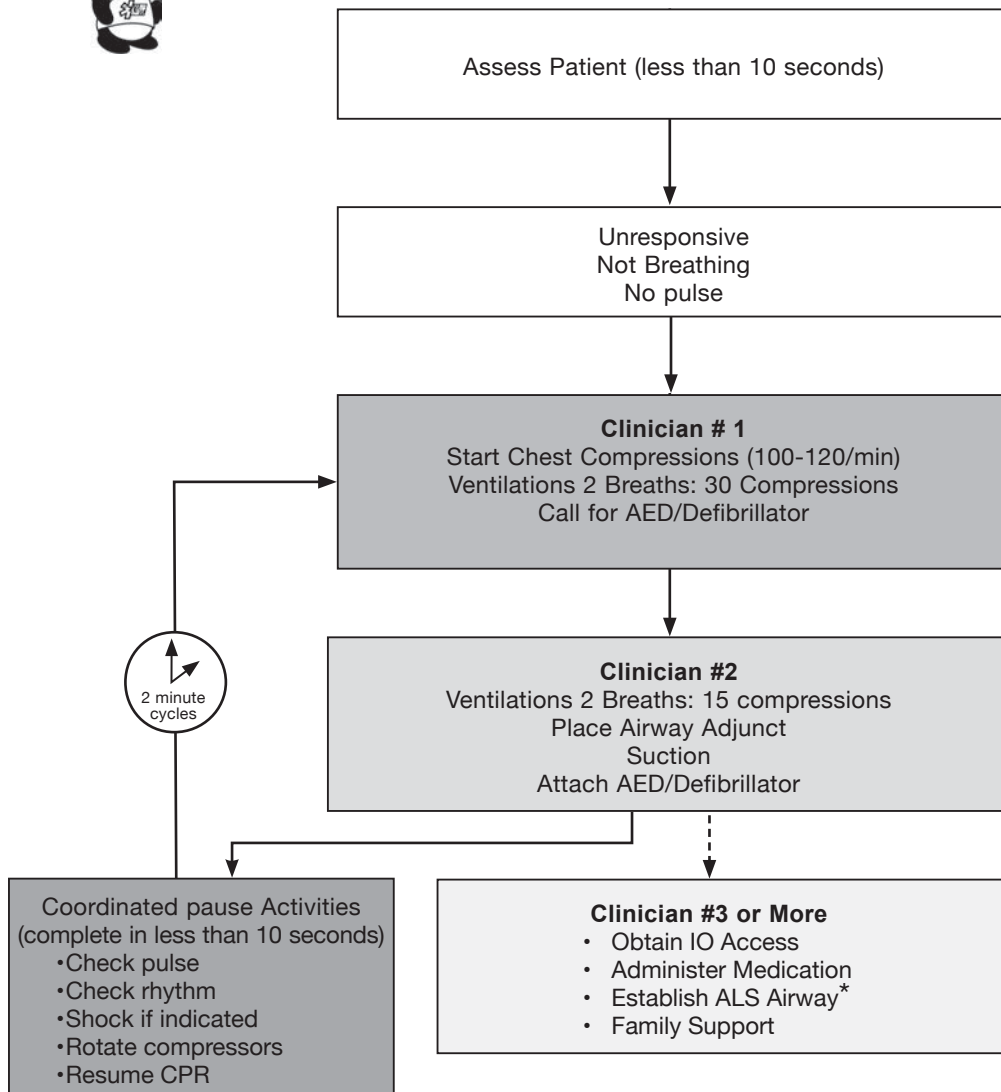 Assess Patient (less than 10 seconds)
Unresponsive
Not Breathing
No pulse
Clinician # 1
Start Chest Compressions (100-120/min)
Ventilations 2 Breaths: 30 Compressions
Call for AED/Defibrillator
2 minute
cycles
Clinician #2
Ventilations 2 Breaths: 15 compressions
Place Airway Adjunct
Suction
Attach AED/Defibrillator
Coordinated pause Activities
(complete in less than 10 seconds)
•Check pulse
•Check rhythm
•Shock if indicated
•Rotate compressors
•Resume CPR
Clinician #3 or More
• Obtain IO Access
• Administer Medication
• Establish ALS Airway*
• Family Support